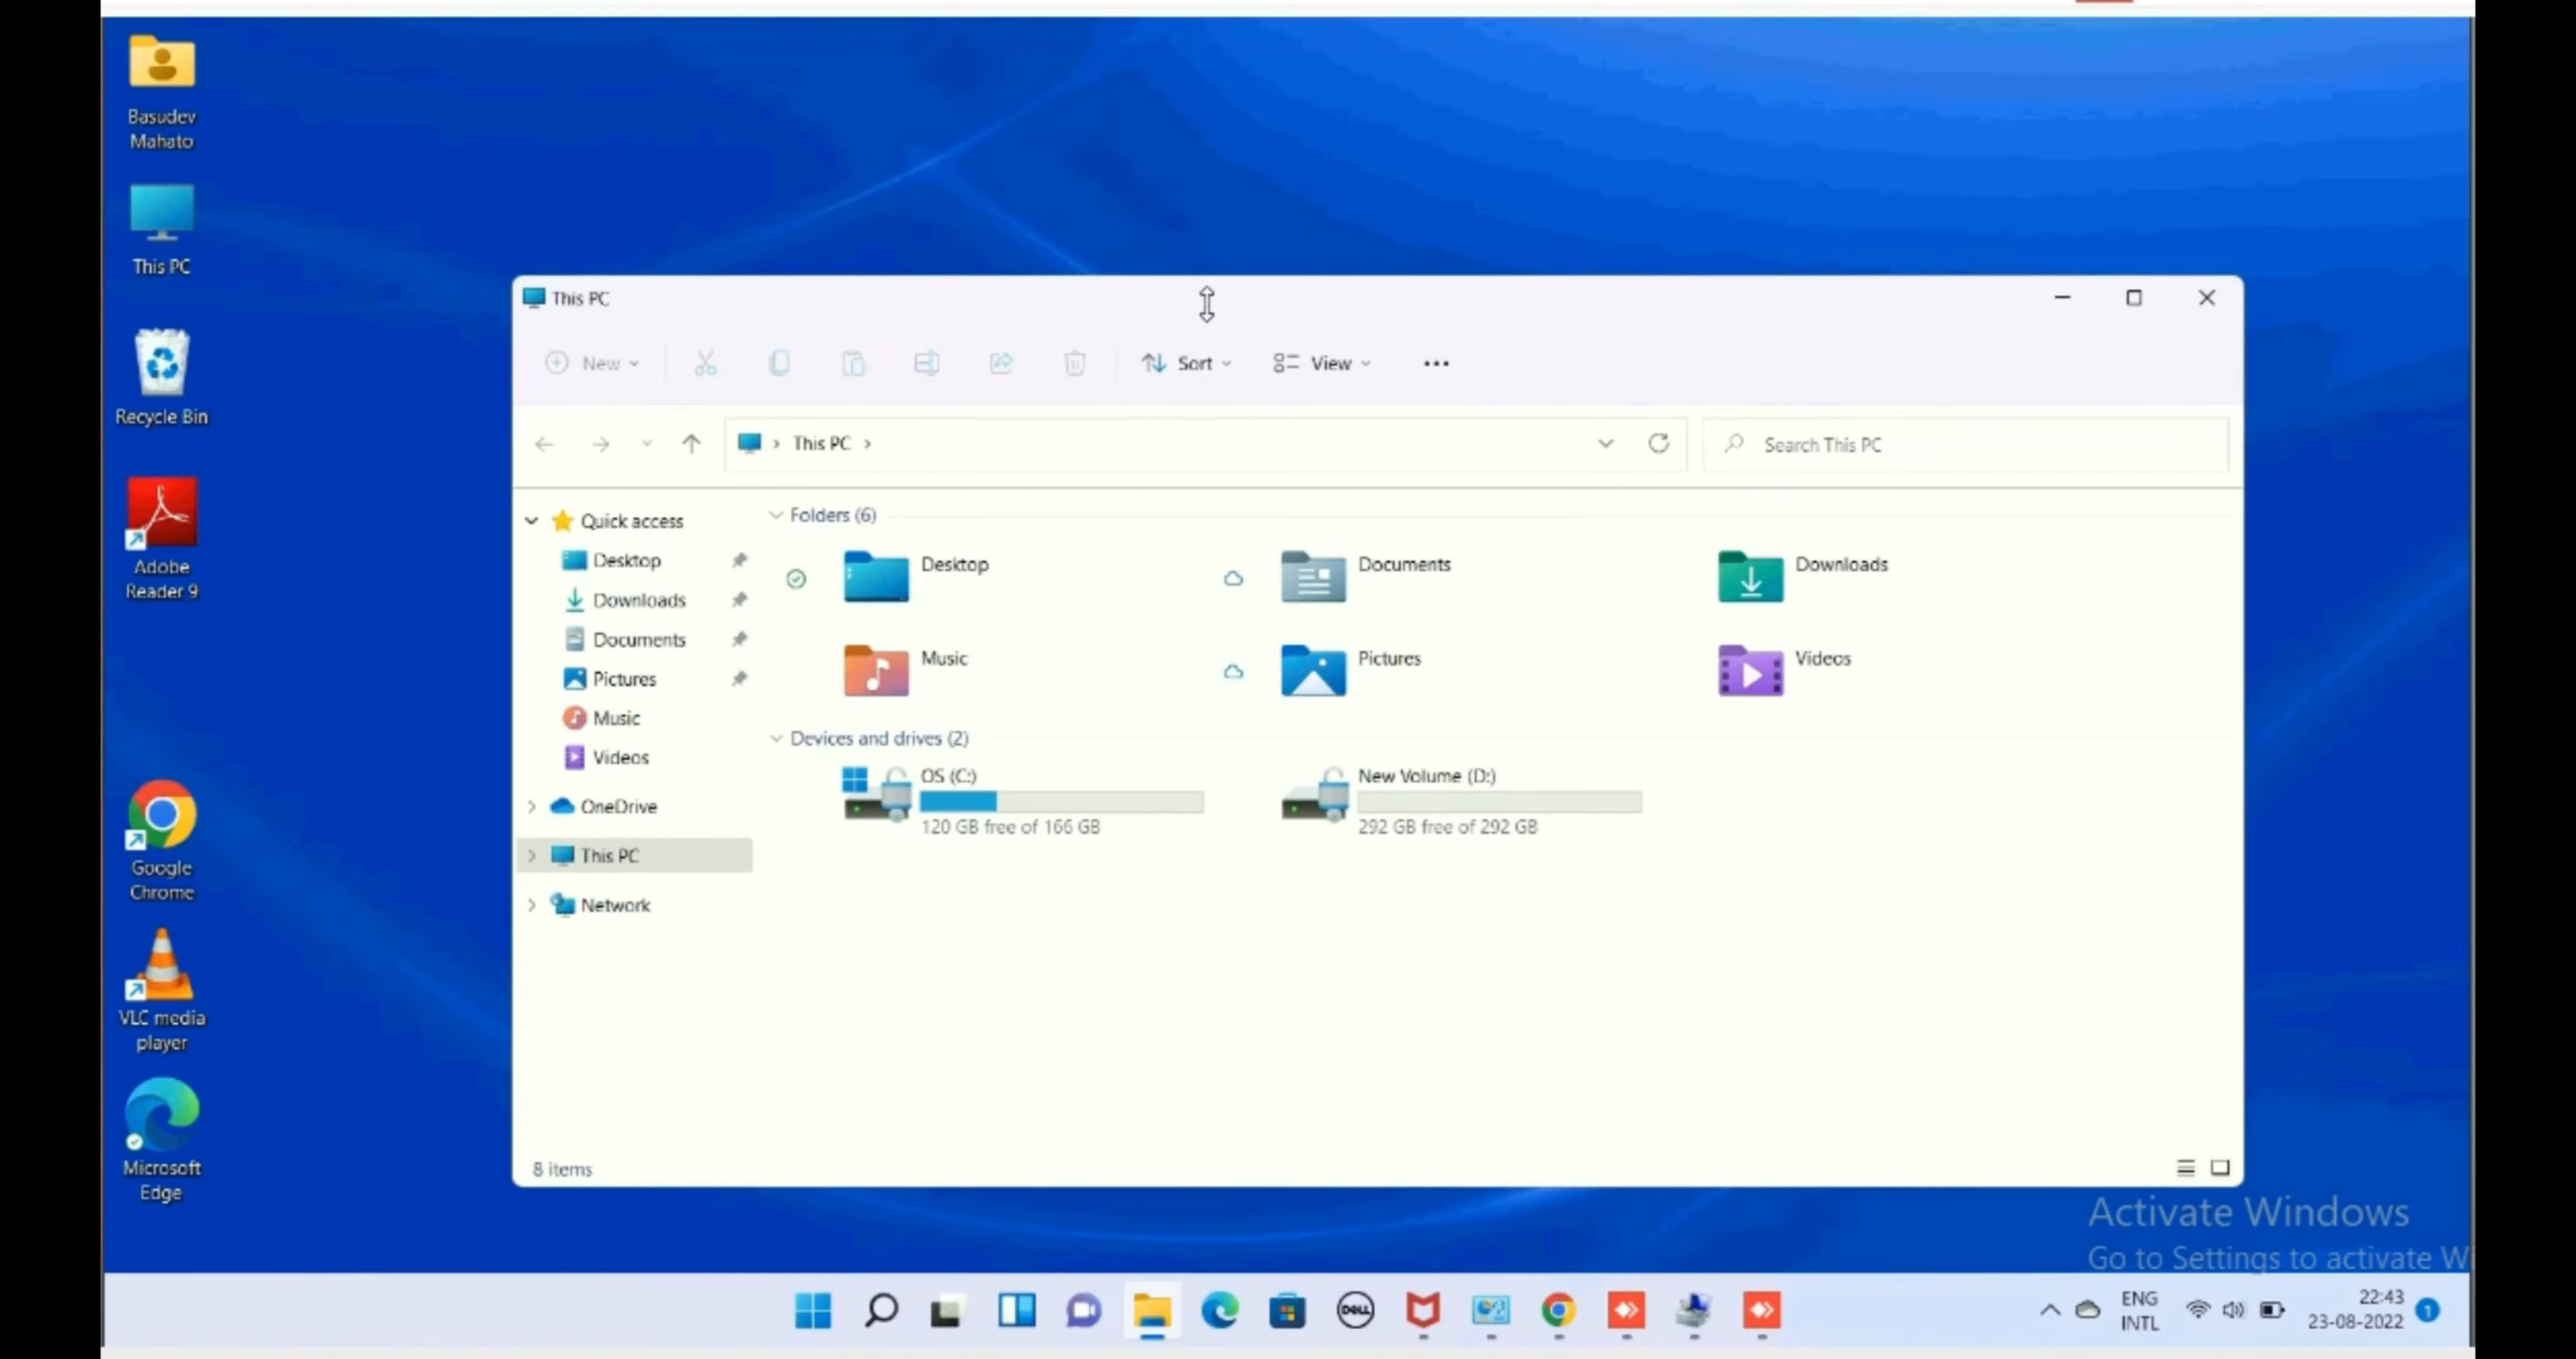 Basudev
Mahato
This PC
Recycle Bin
Adobe
Reader 9
Google
Chrome
VLC media
player
Microsoft
Edge
This PC
New
Sort
View
This PC
Search This PC
Quick access
Desktop
Downloads
Documents
Pictures
Music
Videos
OneDrive
This PC
Network
Folders (6)
Desktop
Documents
Downloads
Music
Pictures
Videos
Devices and drives (2)
OS (C:)
120 GB free of 166 GB
New Volume (D:)
292 GB free of 292 GB
8 items
Activate Windows
Go to Settings to activate Wi
DELL
ENG
INTL
22:43
23-08-2022
1